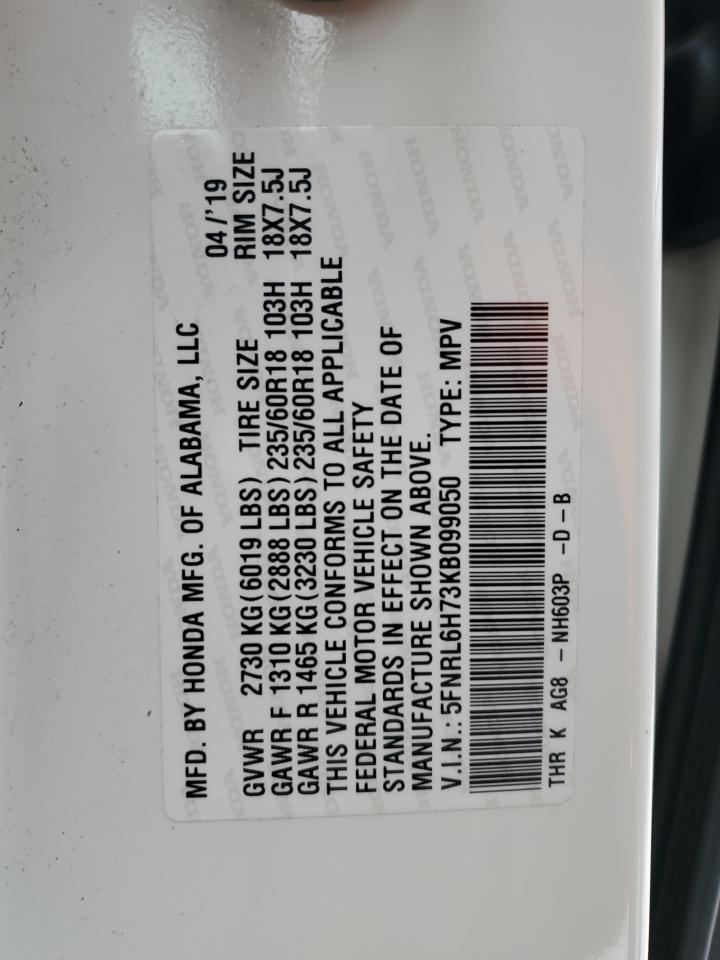 MFD. BY HONDA MFG. OF ALABAMA, LLC 04/'19
GVWR 2730 KG(6019 LBS) TIRE SIZE RIM SIZE
GAWR F 1310 KG(2888 LBS) 235/60R18 103H 18X7.5J
GAWR R 1465 KG(3230 LBS) 235/60R18 103H 18X7.5J
THIS VEHICLE CONFORMS TO ALL APPLICABLE
FEDERAL MOTOR VEHICLE SAFETY
STANDARDS IN EFFECT ON THE DATE OF
MANUFACTURE SHOWN ABOVE.
V.I.N.: 5FNRL6H73KB099050 TYPE: MPV
THR K AG8 - NH603P -D-B